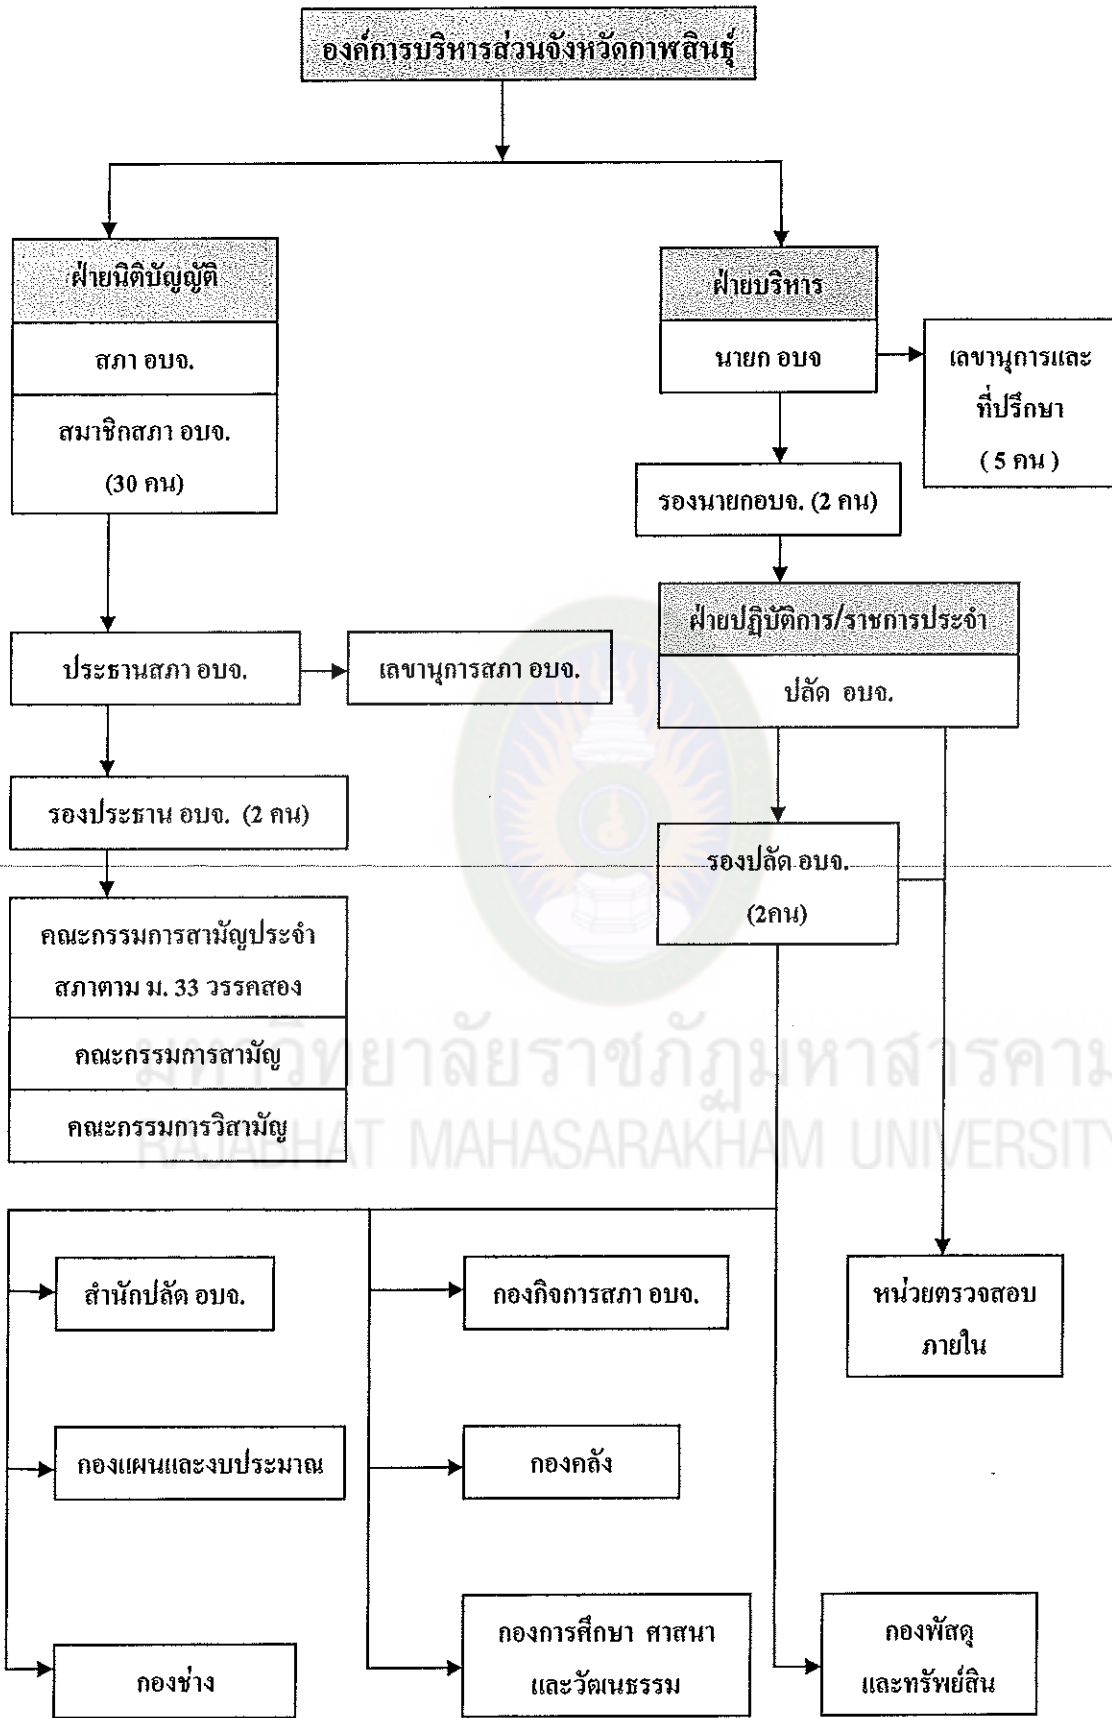 องค์การบริหารส่วนจังหวัดกาฬสินธุ์
ฝ่ายนิติบัญญัติ
สภา อบจ.
สมาชิกสภา อบจ.
(30 คน)
ประธานสภา อบจ.
เลขานุการสภา อบจ.
รองประธาน อบจ. (2 คน)
คณะกรรมการสามัญประจำ
สภาตาม ม. 33 วรรคสอง
คณะกรรมการสามัญ
คณะกรรมการวิสามัญ
ฝ่ายบริหาร
นายก อบจ
เลขานุการและ
ที่ปรึกษา
( 5 คน )
รองนายกอบจ. (2 คน)
ฝ่ายปฏิบัติการ/ราชการประจำ
ปลัด อบจ.
รองปลัด อบจ.
(2คน)
มหาวิทยาลัยราชภัฏมหาสารคาม
RAJABHAT MAHASARAKHAM UNIVERSITY
สำนักปลัด อบจ.
กองกิจการสภา อบจ.
หน่วยตรวจสอบ
ภายใน
กองแผนและงบประมาณ
กองคลัง
กองช่าง
กองการศึกษา ศาสนา
และวัฒนธรรม
กองพัสดุ
และทรัพย์สิน